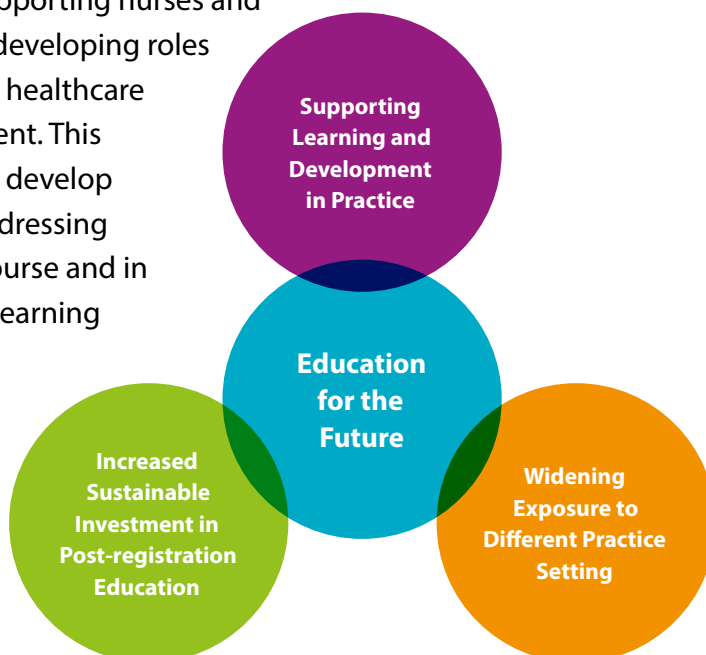 pporting nurses and
developing roles
healthcare
ent. This
develop
dressing
ourse and in
earning
Supporting
Learning and
Development
in Practice
Education
for the
Future
Increased
Sustainable
Investment in
Post-registration
Education
Widening
Exposure to
Different Practice
Setting